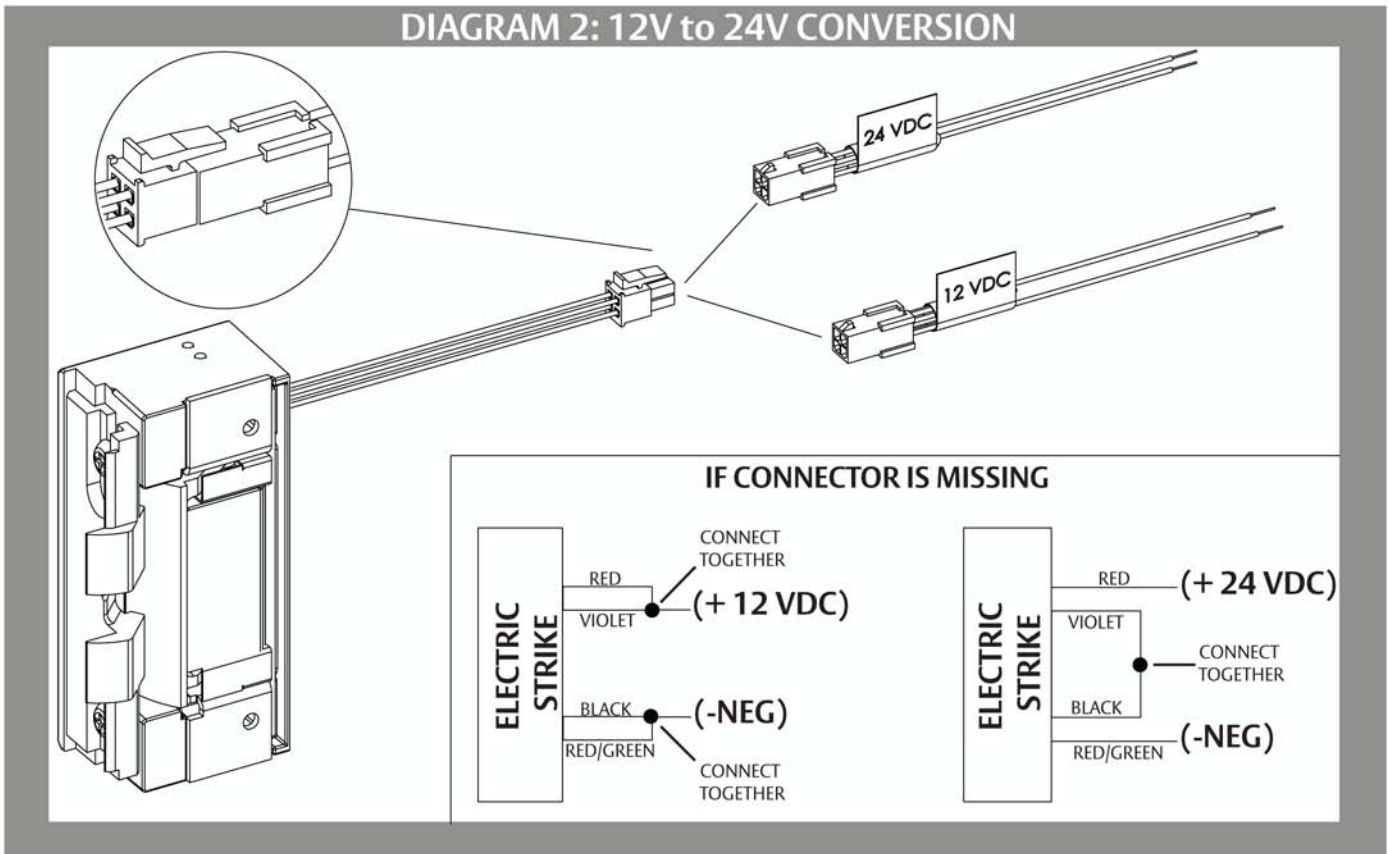 DIAGRAM 2: 12V to 24V CONVERSION
24 VDC
12 VDC
IF CONNECTOR IS MISSING
ELECTRIC
STRIKE
RED
VIOLET
CONNECT
TOGETHER
(+ 12 VDC)
BLACK
RED/GREEN
(-NEG)
CONNECT
TOGETHER
ELECTRIC
STRIKE
RED
(+ 24 VDC)
VIOLET
CONNECT
TOGETHER
BLACK
RED/GREEN
(-NEG)